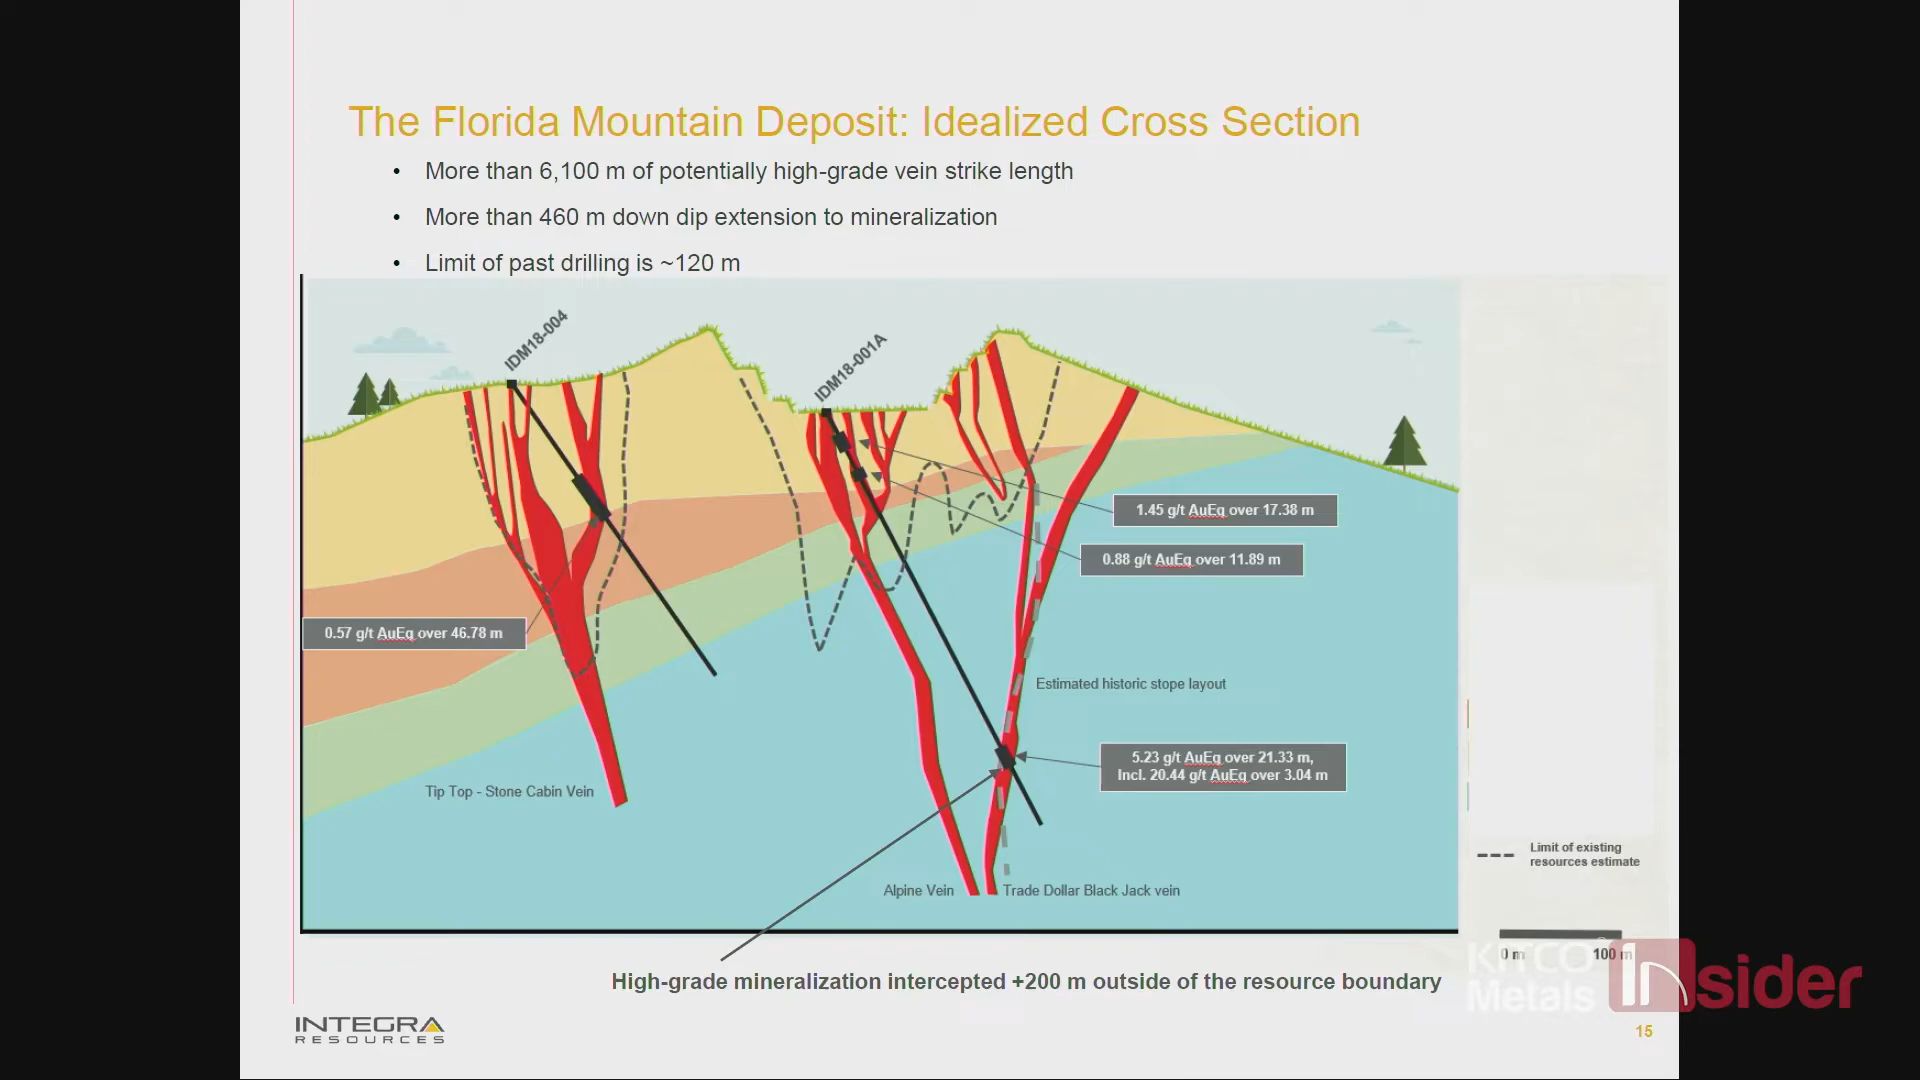 The Florida Mountain Deposit: Idealized Cross Section
• More than 6,100 m of potentially high-grade vein strike length
• More than 460 m down dip extension to mineralization
• Limit of past drilling is ~120 m
IDM18-004
IDM18-001A
1.45 g/t AuEq over 17.38 m
0.88 g/t AuEq over 11.89 m
0.57 g/t AuEq over 46.78 m
Estimated historic stope layout
5.23 g/t AuEq over 21.33 m,
Incl. 20.44 g/t AuEq over 3.04 m
Tip Top - Stone Cabin Vein
Limit of existing
resources estimate
Alpine Vein
Trade Dollar Black Jack vein
0 m 100 m
High-grade mineralization intercepted +200 m outside of the resource boundary
KITCO
Metals
INsider
INTEGRA
RESOURCES
15